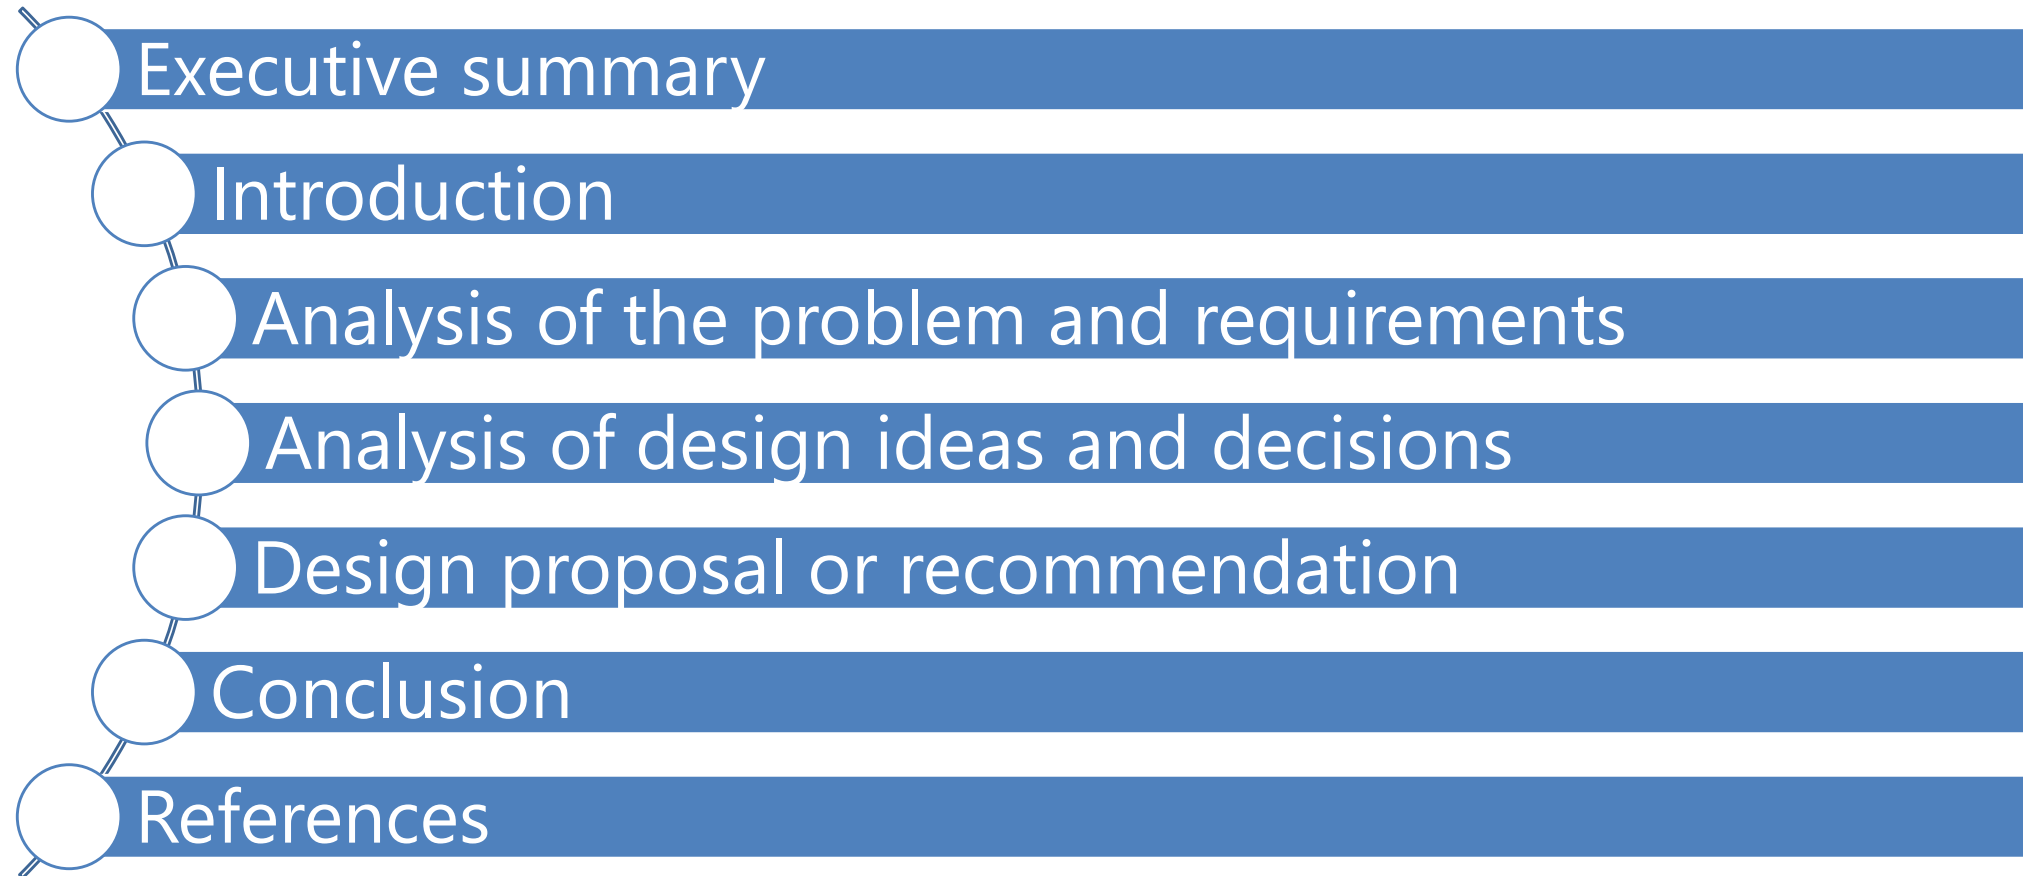 Executive summary
Introduction
Analysis of the problem and requirements
Analysis of design ideas and decisions
Design proposal or recommendation
Conclusion
References